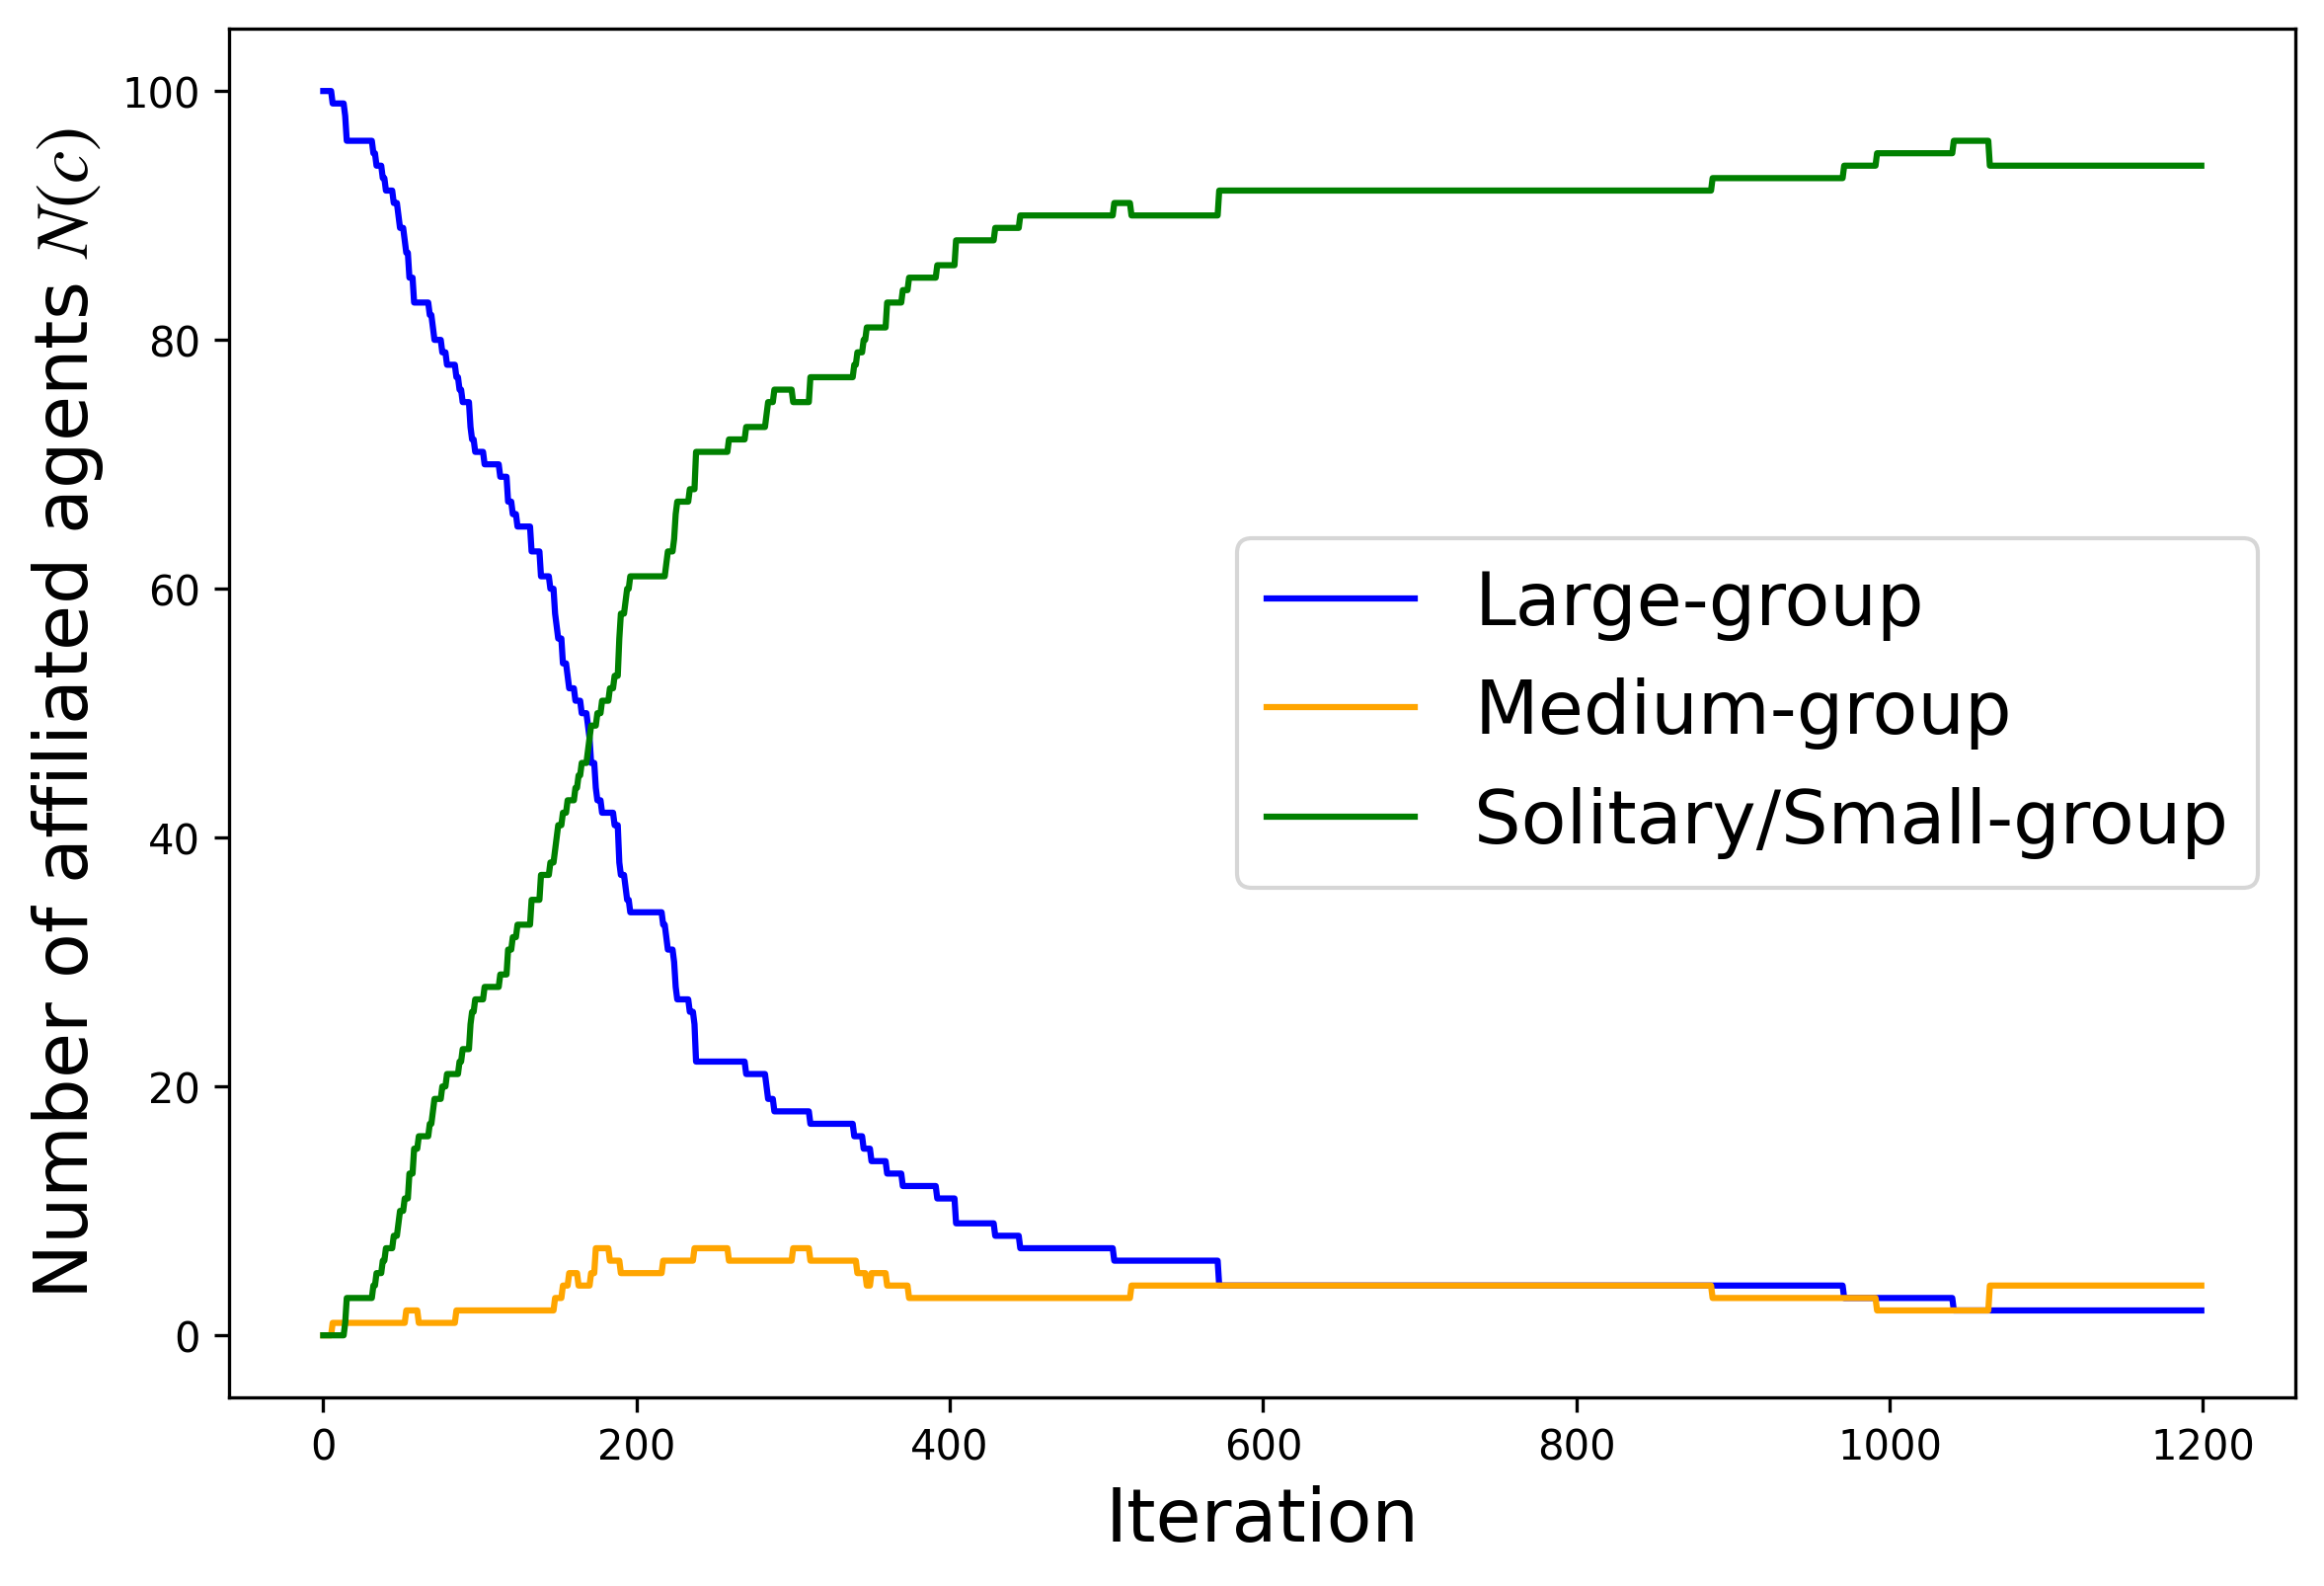 Number of affiliated agents N(c)
100
80
60
40
20
0
Large-group
Medium-group
Solitary/Small-group
0 200 400 600 800 1000 1200
Iteration